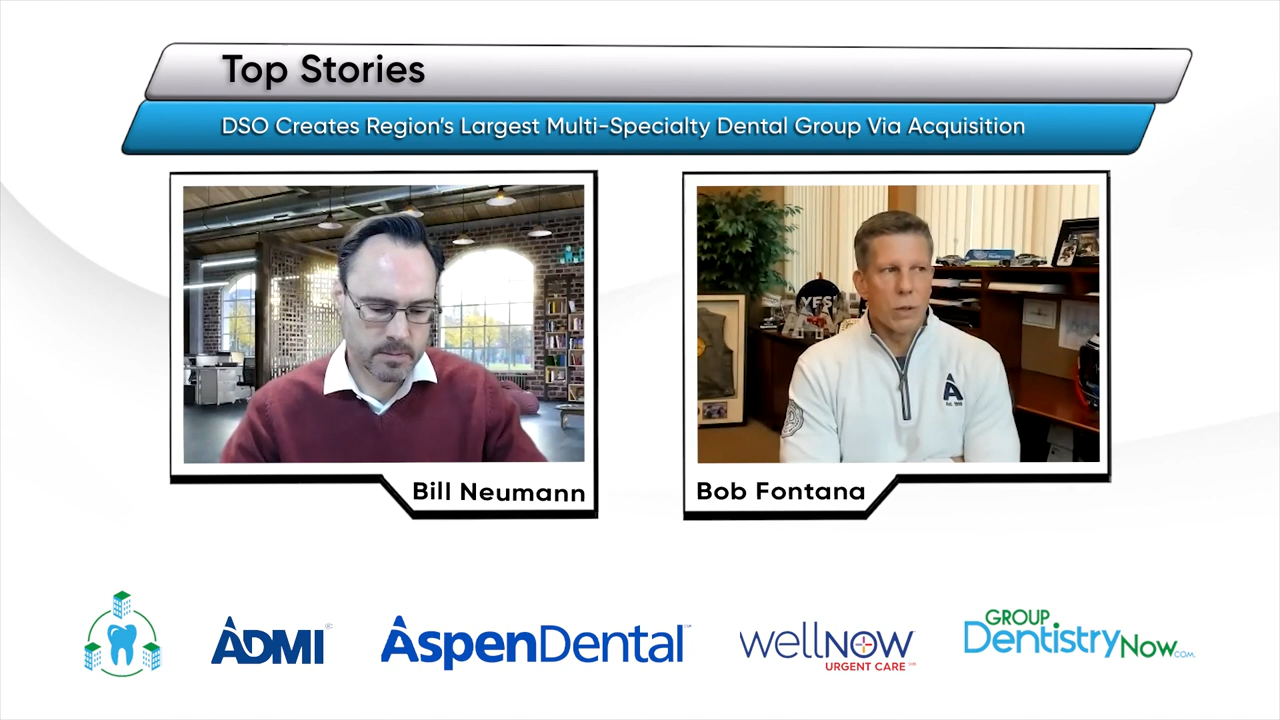 Top Stories
DSO Creates Region's Largest Multi-Specialty Dental Group Via Acquisition
YES!
A
Bill Neumann
Bob Fontana
ADMI
AspenDental
wellnow
URGENT CARE
GROUP
DentistryNow.COM